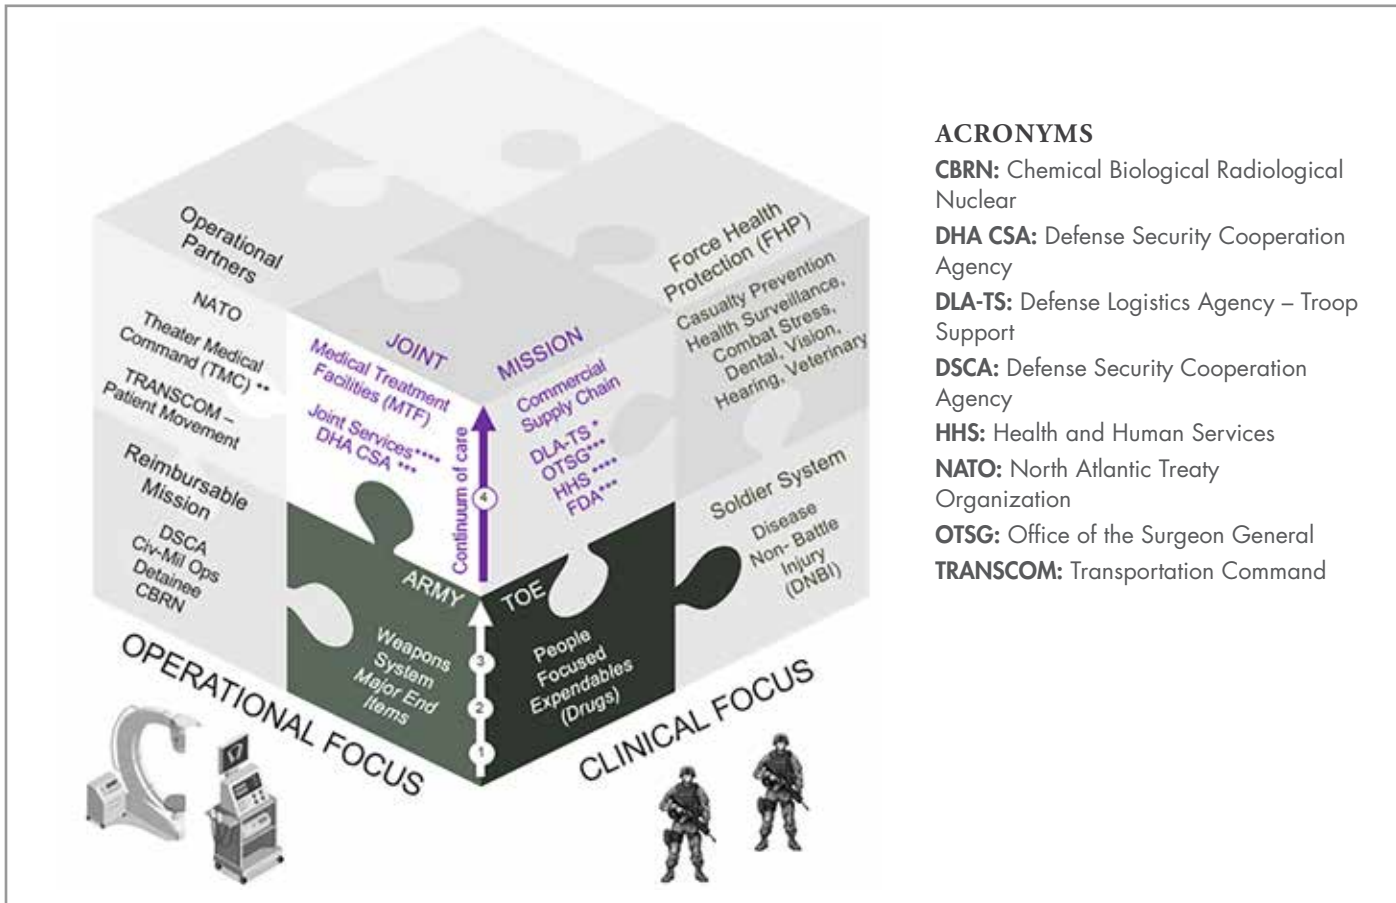 Operational
Partners
NATO
Theater Medical
Command (TMC) **
TRANSCOM –
Patient Movement
Reimbursable
Mission
DSCA
Civ-Mil Ops
Detainee
CBRN
JOINT
Medical Treatment
Facilities (MTF)
Joint Services****
DHA CSA ***
Continuum of care
4
MISSION
Commercial
Supply Chain
DLA-TS *
OTSG***
HHS ****
FDA***
Force Health
Protection (FHP)
Casualty Prevention
Health Surveillance,
Combat Stress,
Dental, Vision,
Hearing, Veterinary
Soldier System
Disease
Non- Battle
Injury
(DNBI)
ARMY
Weapons
System
Major End
Items
3
2
1
TOE
People
Focused
Expendables
(Drugs)
OPERATIONAL FOCUS
CLINICAL FOCUS
ACRONYMS
CBRN: Chemical Biological Radiological
Nuclear
DHA CSA: Defense Security Cooperation
Agency
DLA-TS: Defense Logistics Agency – Troop
Support
DSCA: Defense Security Cooperation
Agency
HHS: Health and Human Services
NATO: North Atlantic Treaty
Organization
OTSG: Office of the Surgeon General
TRANSCOM: Transportation Command